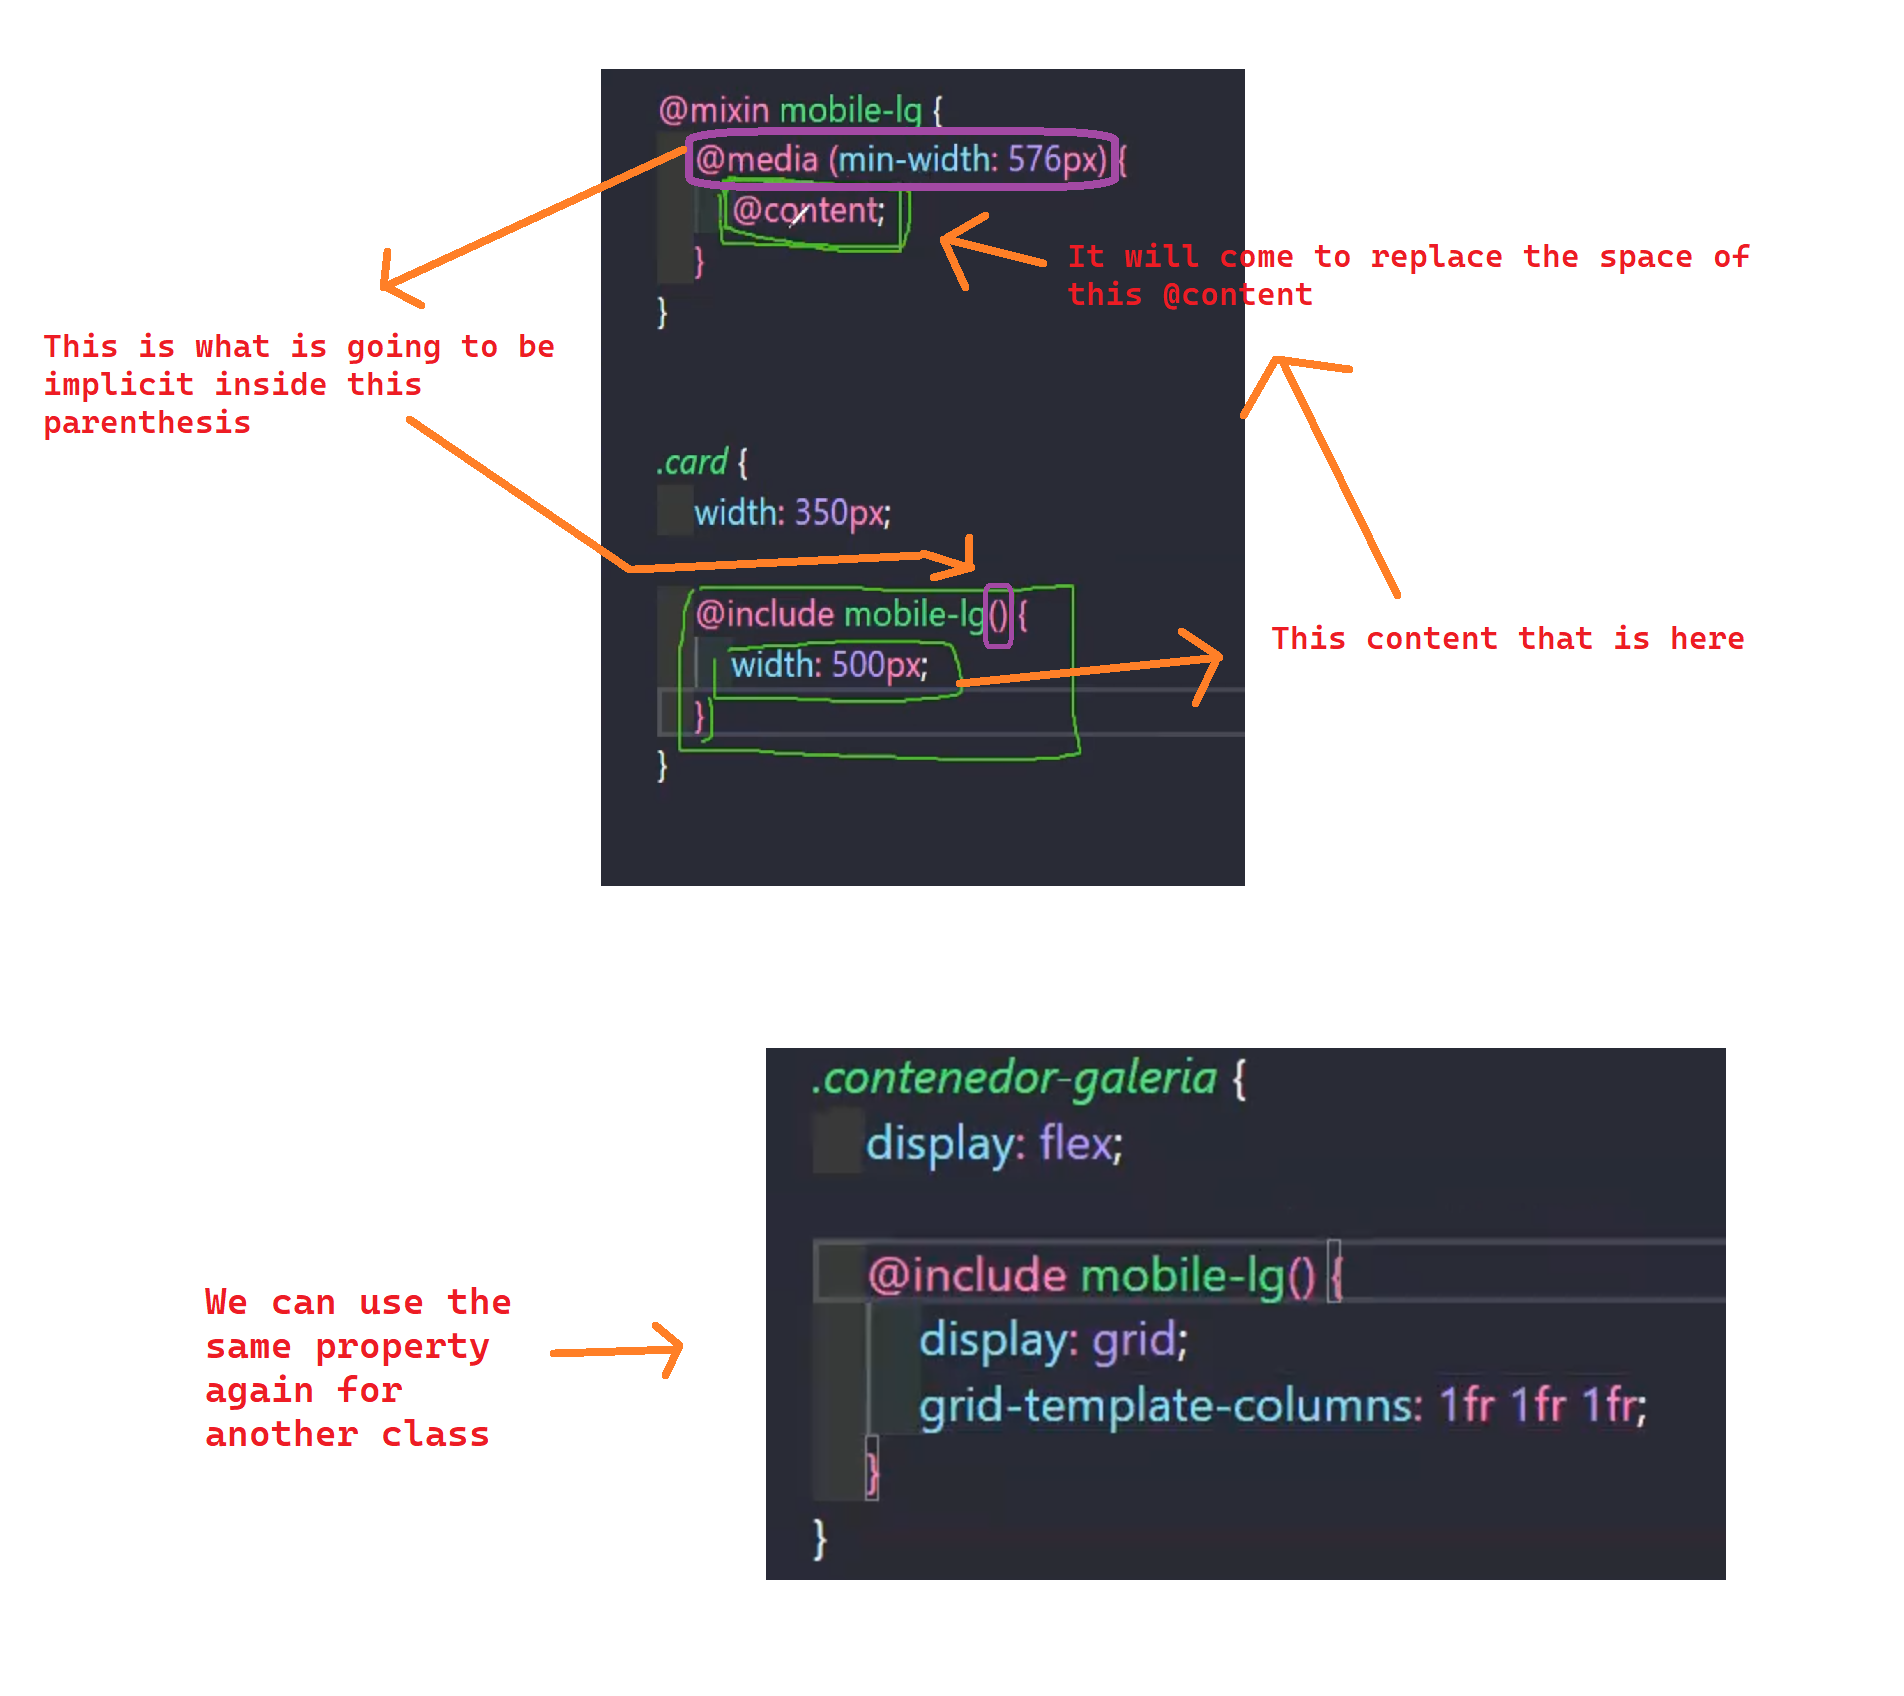 @mixin mobile-lg {
@media (min-width: 576px) {
@content;
}
}
It will come to replace the space of
this @content
This is what is going to be
implicit inside this
parenthesis
.card {
width: 350px;
@include mobile-lg() {
width: 500px;
}
}
This content that is here
.contenedor-galeria {
display: flex;
@include mobile-lg() {
display: grid;
grid-template-columns: 1fr 1fr 1fr;
}
}
We can use the
same property
again for
another class